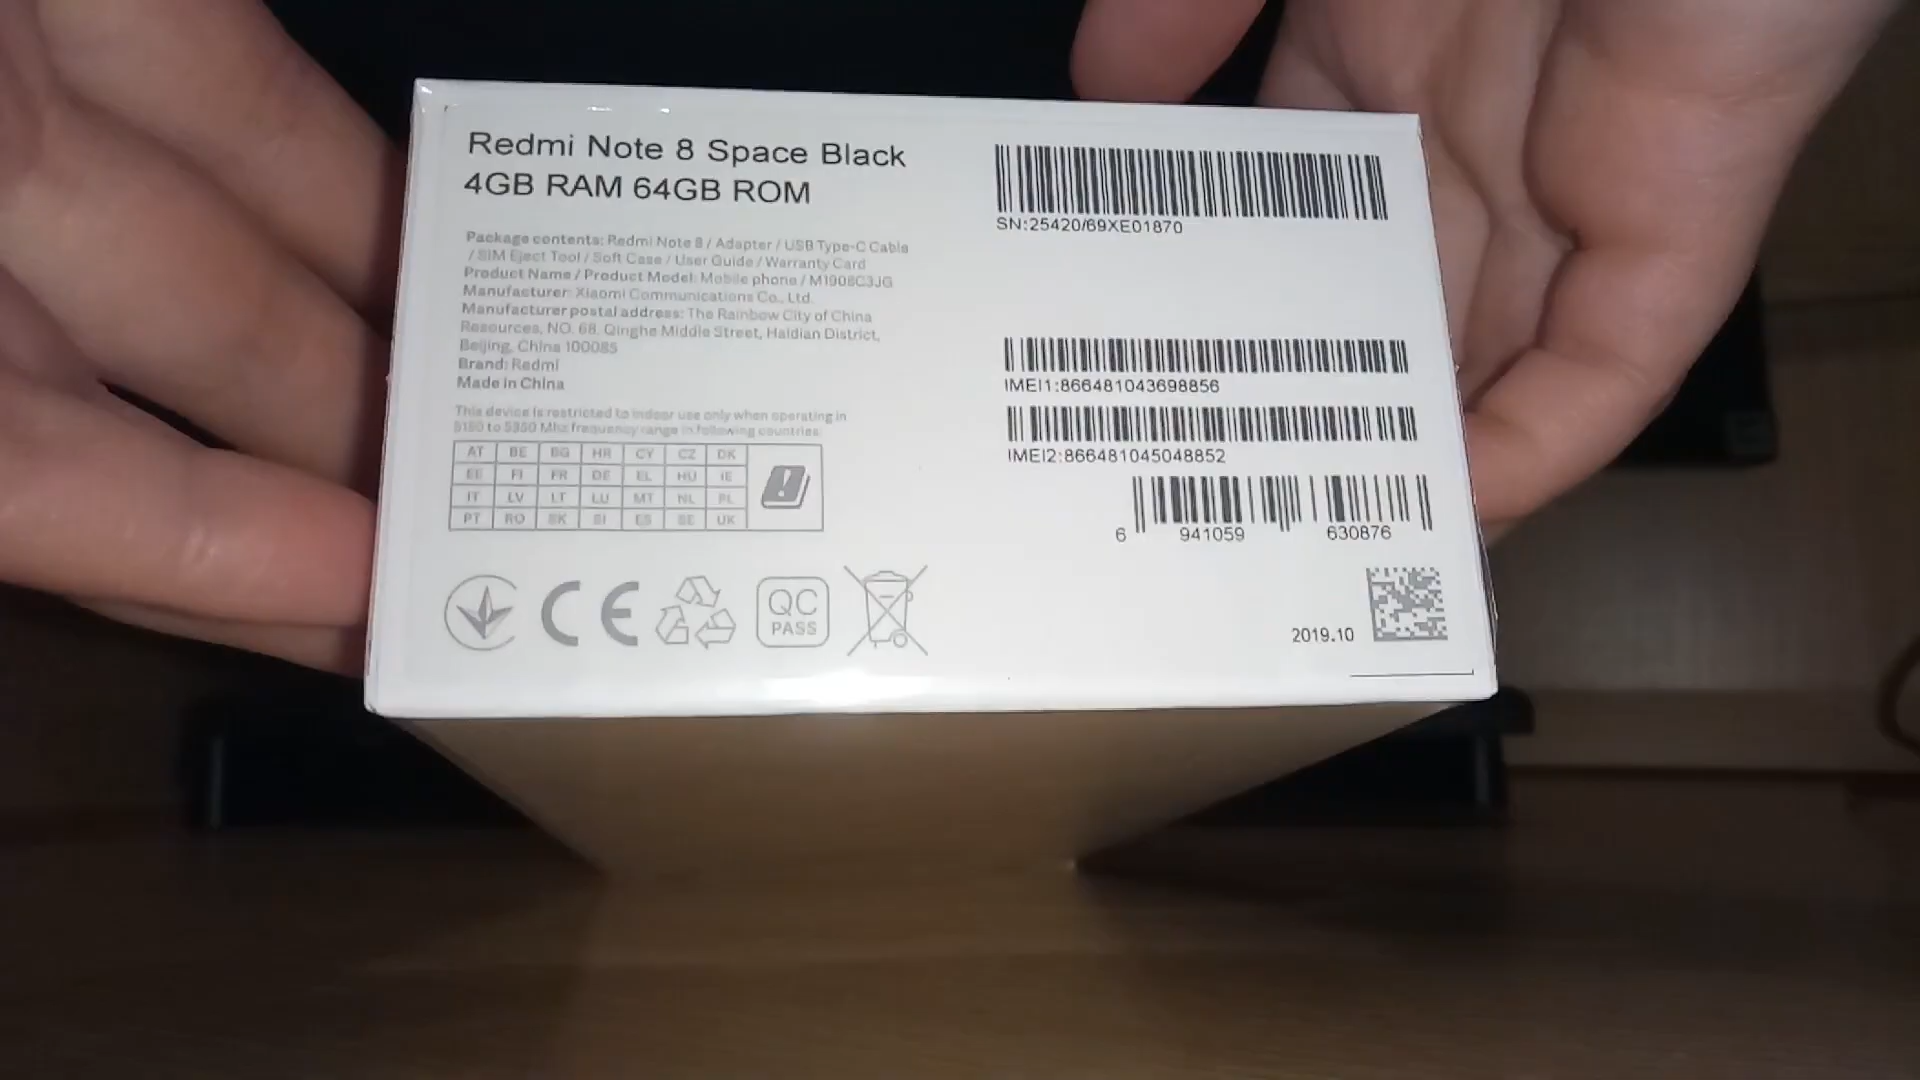 Redmi Note 8 Space Black
4GB RAM 64GB ROM
Package contents: Redmi Note 8 / Adapter / USB Type-C Cable
/ SIM Eject Tool / Soft Case / User Guide / Warranty Card
Product Name / Product Model: Mobile phone / M1908C3JG
Manufacturer: Xiaomi Communications Co., Ltd.
Manufacturer postal address: The Rainbow City of China
Resources, NO. 68, Qinghe Middle Street, Haidian District,
Beijing, China 100085
Brand: Redmi
Made in China
This device is restricted to indoor use only when operating in
5150 to 5350 Mhz frequency range in following countries:
AT BE BG HR CY CZ DK
EE FI FR DE EL HU IE
IT LV LT LU MT NL PL
PT RO SK SI ES SE UK
CE
QC
PASS
SN:25420/69XE01870
IMEI1:866481043698856
IMEI2:866481045048852
6 941059 630876
2019.10